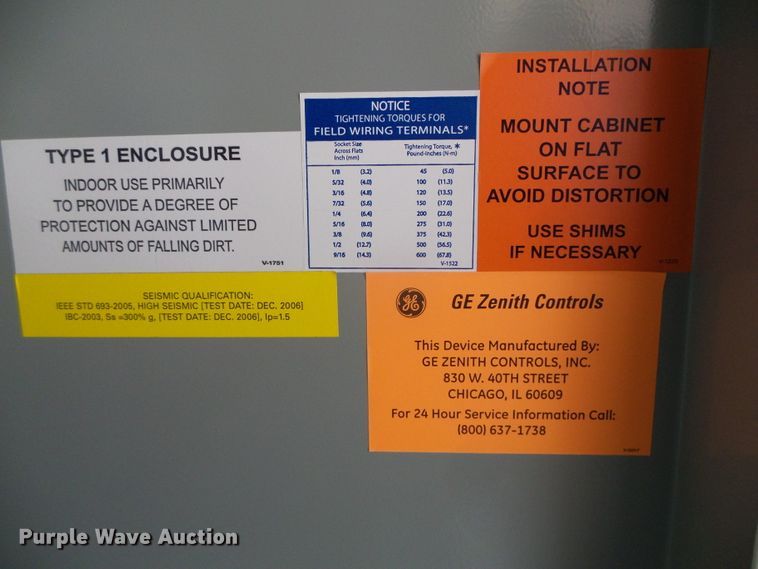 TYPE 1 ENCLOSURE
INDOOR USE PRIMARILY
TO PROVIDE A DEGREE OF
PROTECTION AGAINST LIMITED
AMOUNTS OF FALLING DIRT.
V-1751
NOTICE
TIGHTENING TORQUES FOR
FIELD WIRING TERMINALS*
Socket Size Tightening Torque, *
Across Flats Pound-Inches (N-m)
Inch (mm)
1/8 (3.2) 45 (5.0)
5/32 (4.0) 100 (11.3)
3/16 (4.8) 120 (13.5)
7/32 (5.6) 150 (17.0)
1/4 (6.4) 200 (22.6)
5/16 (8.0) 275 (31.0)
3/8 (9.6) 375 (42.3)
1/2 (12.7) 500 (56.5)
9/16 (14.3) 600 (67.8)
V-1522
INSTALLATION
NOTE
MOUNT CABINET
ON FLAT
SURFACE TO
AVOID DISTORTION
USE SHIMS
IF NECESSARY
SEISMIC QUALIFICATION:
IEEE STD 693-2005, HIGH SEISMIC [TEST DATE: DEC. 2006]
IBC-2003, Ss =300% g, [TEST DATE: DEC. 2006], Ip=1.5
GE Zenith Controls
This Device Manufactured By:
GE ZENITH CONTROLS, INC.
830 W. 40TH STREET
CHICAGO, IL 60609
For 24 Hour Service Information Call:
(800) 637-1738
Purple Wave Auction